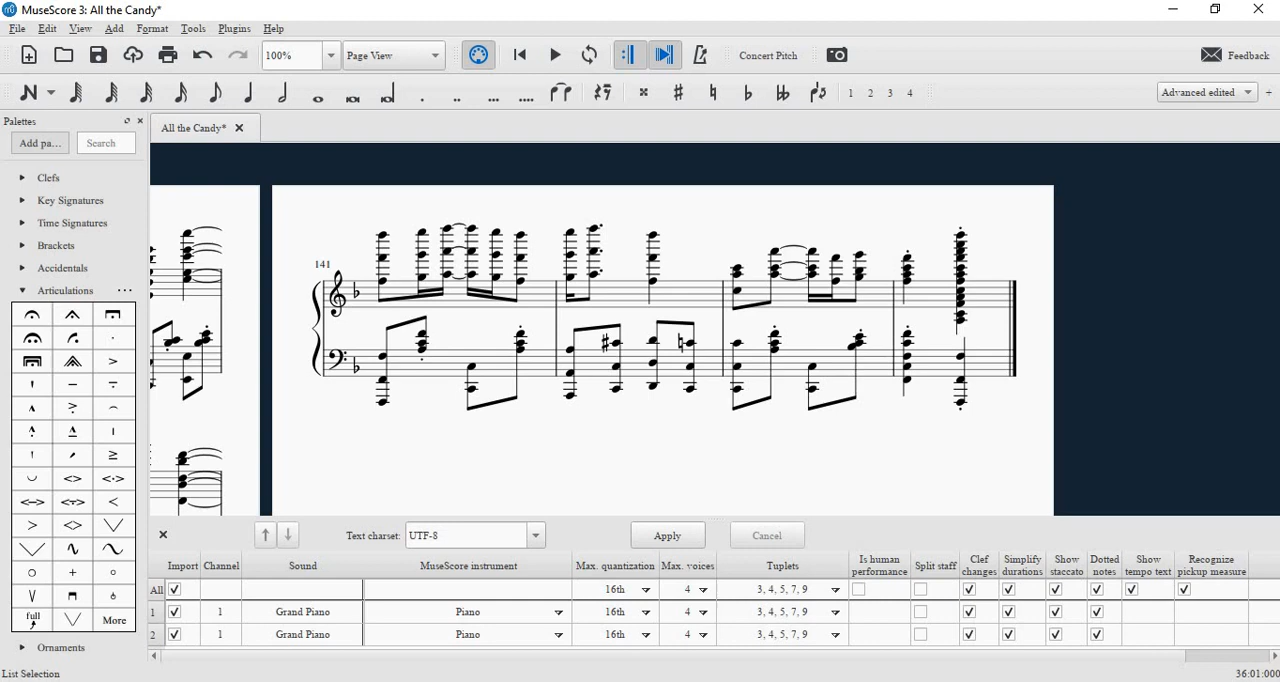 MuseScore 3: All the Candy*
File Edit View Add Format Tools Plugins Help
100% Page View Concert Pitch Feedback
1 2 3 4 Advanced edited +
Palettes
All the Candy*
Add pa... Search
Clefs
Key Signatures
Time Signatures
Brackets
Accidentals
Articulations ...
full
More
Ornaments
141
Text charset: UTF-8 Apply Cancel
Import Channel Sound MuseScore instrument Max. quantization Max. voices Tuplets Is human performance Split staff Clef changes Simplify durations Show staccato Dotted notes Show tempo text Recognize pickup measure
All 16th 4 3, 4, 5, 7, 9
1 1 Grand Piano Piano 16th 4 3, 4, 5, 7, 9
2 1 Grand Piano Piano 16th 4 3, 4, 5, 7, 9
List Selection 36:01:000